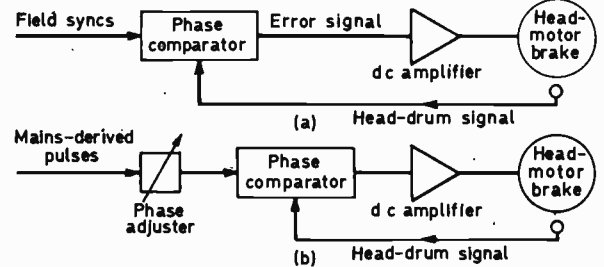 Field syncs
Phase
comparator
Error signal
dc amplifier
Head-
motor
brake
(a)
Head-drum signal
Mains-derived
pulses
Phase
adjuster
Phase
comparator
dc amplifier
Head-
motor
brake
(b)
Head-drum signal